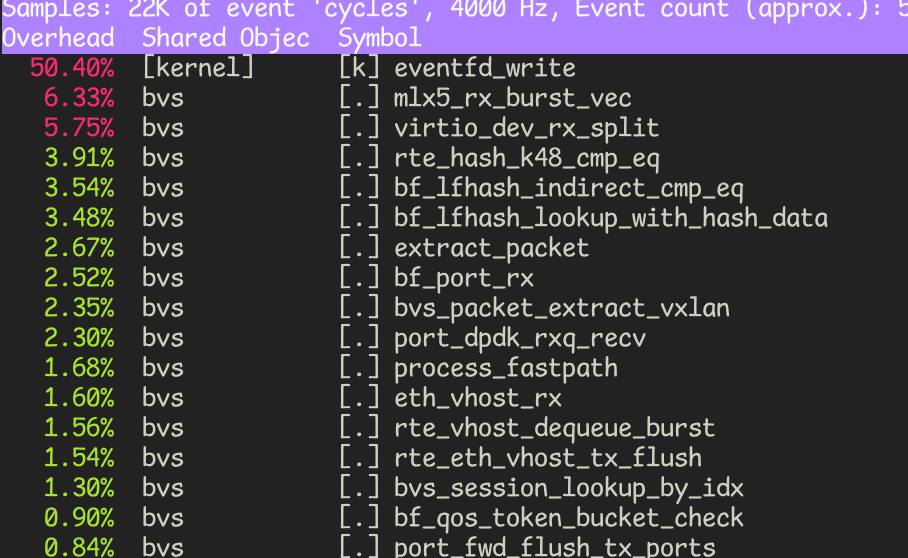 Samples: 22K of event 'cycles', 4000 Hz, Event count (approx.): 5
Overhead  Shared Objec  Symbol
50.40%  [kernel]  [k] eventfd_write
6.33%  bvs  [.] mlx5_rx_burst_vec
5.75%  bvs  [.] virtio_dev_rx_split
3.91%  bvs  [.] rte_hash_k48_cmp_eq
3.54%  bvs  [.] bf_lfhash_indirect_cmp_eq
3.48%  bvs  [.] bf_lfhash_lookup_with_hash_data
2.67%  bvs  [.] extract_packet
2.52%  bvs  [.] bf_port_rx
2.35%  bvs  [.] bvs_packet_extract_vxlan
2.30%  bvs  [.] port_dpdk_rxq_recv
1.68%  bvs  [.] process_fastpath
1.60%  bvs  [.] eth_vhost_rx
1.56%  bvs  [.] rte_vhost_dequeue_burst
1.54%  bvs  [.] rte_eth_vhost_tx_flush
1.30%  bvs  [.] bvs_session_lookup_by_idx
0.90%  bvs  [.] bf_qos_token_bucket_check
0.84%  bvs  [.] port_fwd_flush_tx_ports